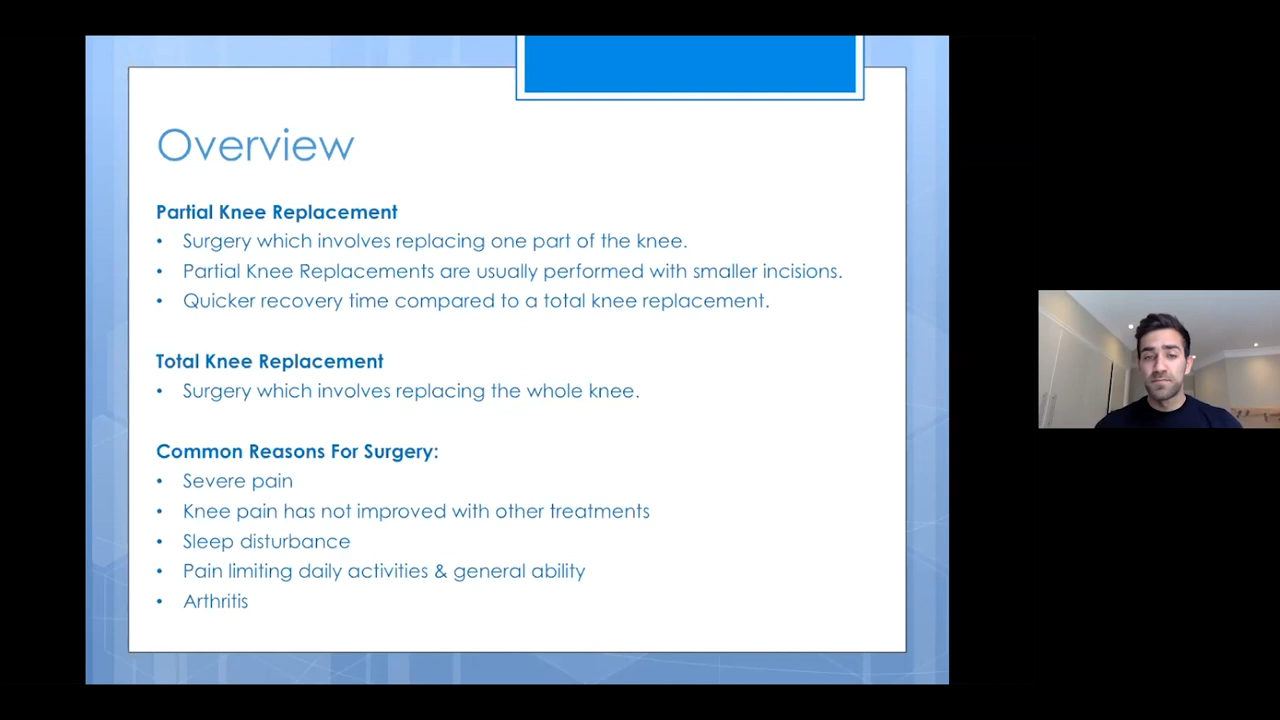 Overview
Partial Knee Replacement
• Surgery which involves replacing one part of the knee.
• Partial Knee Replacements are usually performed with smaller incisions.
• Quicker recovery time compared to a total knee replacement.
Total Knee Replacement
• Surgery which involves replacing the whole knee.
Common Reasons For Surgery:
• Severe pain
• Knee pain has not improved with other treatments
• Sleep disturbance
• Pain limiting daily activities & general ability
• Arthritis